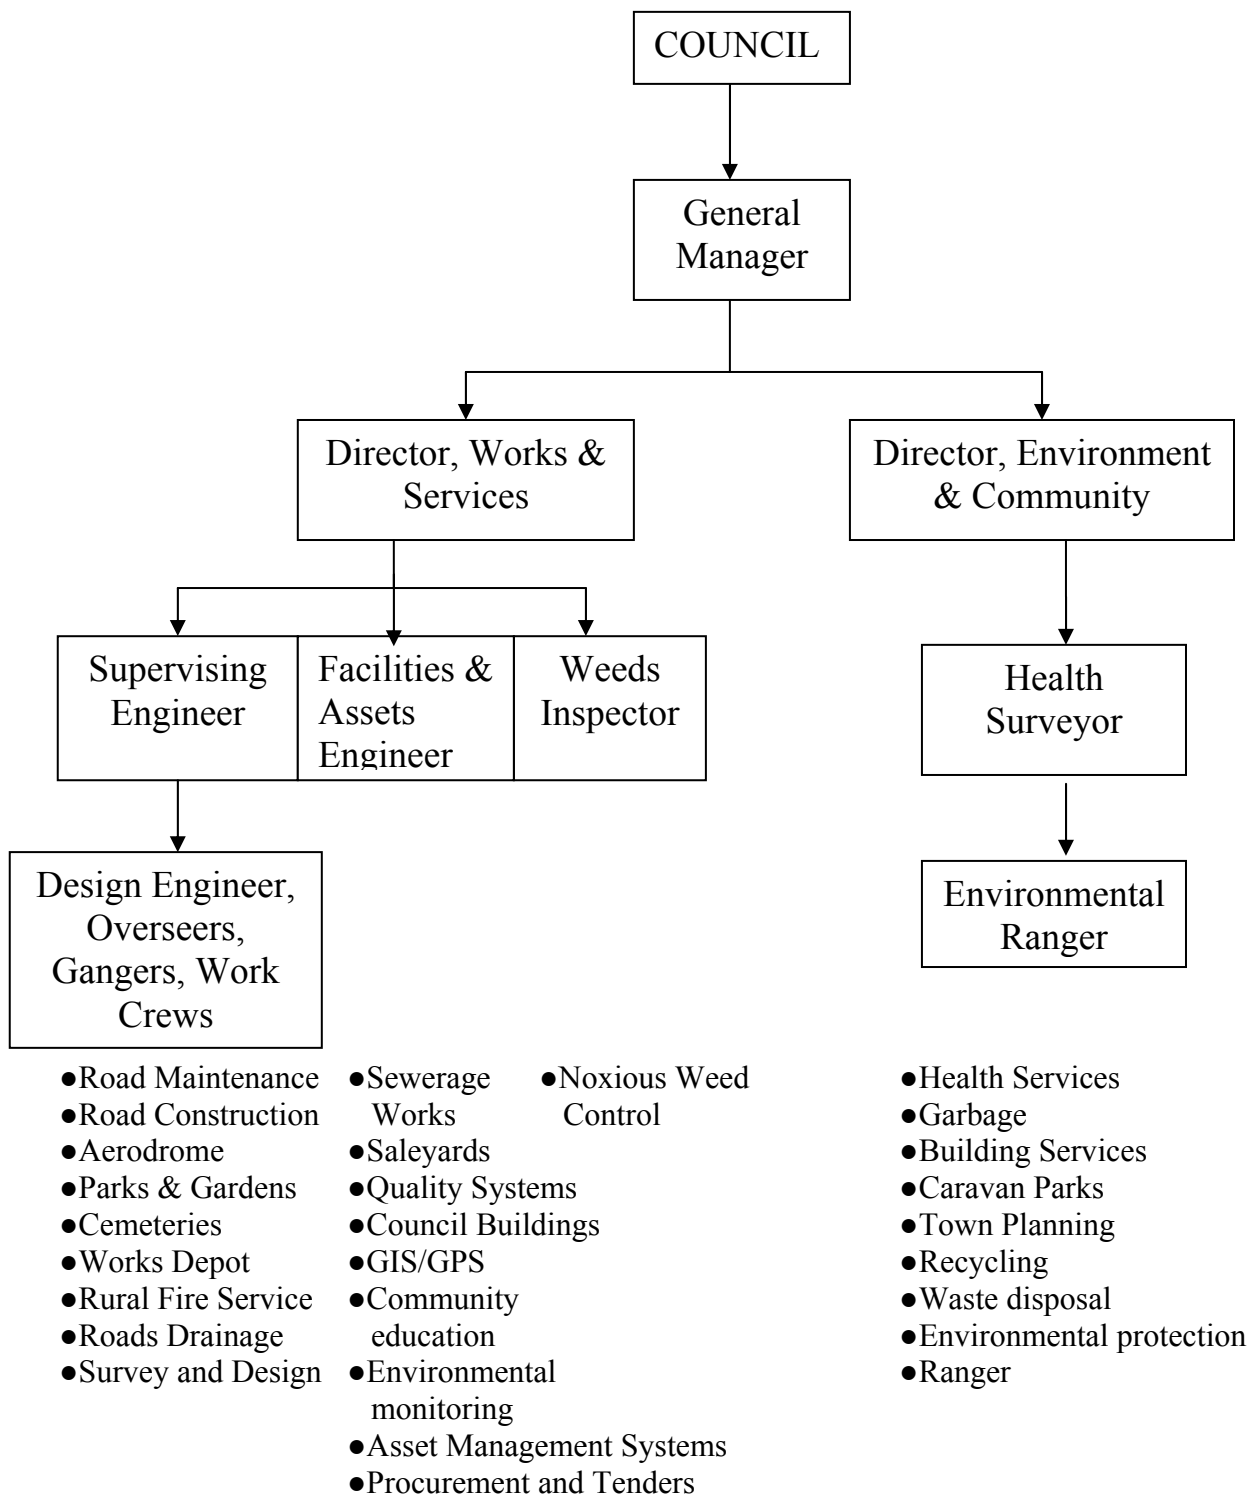 COUNCIL
General
Manager
Director, Works &
Services
Director, Environment
& Community
Supervising
Engineer
Facilities &
Assets
Engineer
Weeds
Inspector
Health
Surveyor
Design Engineer,
Overseers,
Gangers, Work
Crews
Environmental
Ranger
●Road Maintenance
●Road Construction
●Aerodrome
●Parks & Gardens
●Cemeteries
●Works Depot
●Rural Fire Service
●Roads Drainage
●Survey and Design
●Sewerage
Works
●Saleyards
●Quality Systems
●Council Buildings
●GIS/GPS
●Community
education
●Environmental
monitoring
●Asset Management Systems
●Procurement and Tenders
●Noxious Weed
Control
●Health Services
●Garbage
●Building Services
●Caravan Parks
●Town Planning
●Recycling
●Waste disposal
●Environmental protection
●Ranger